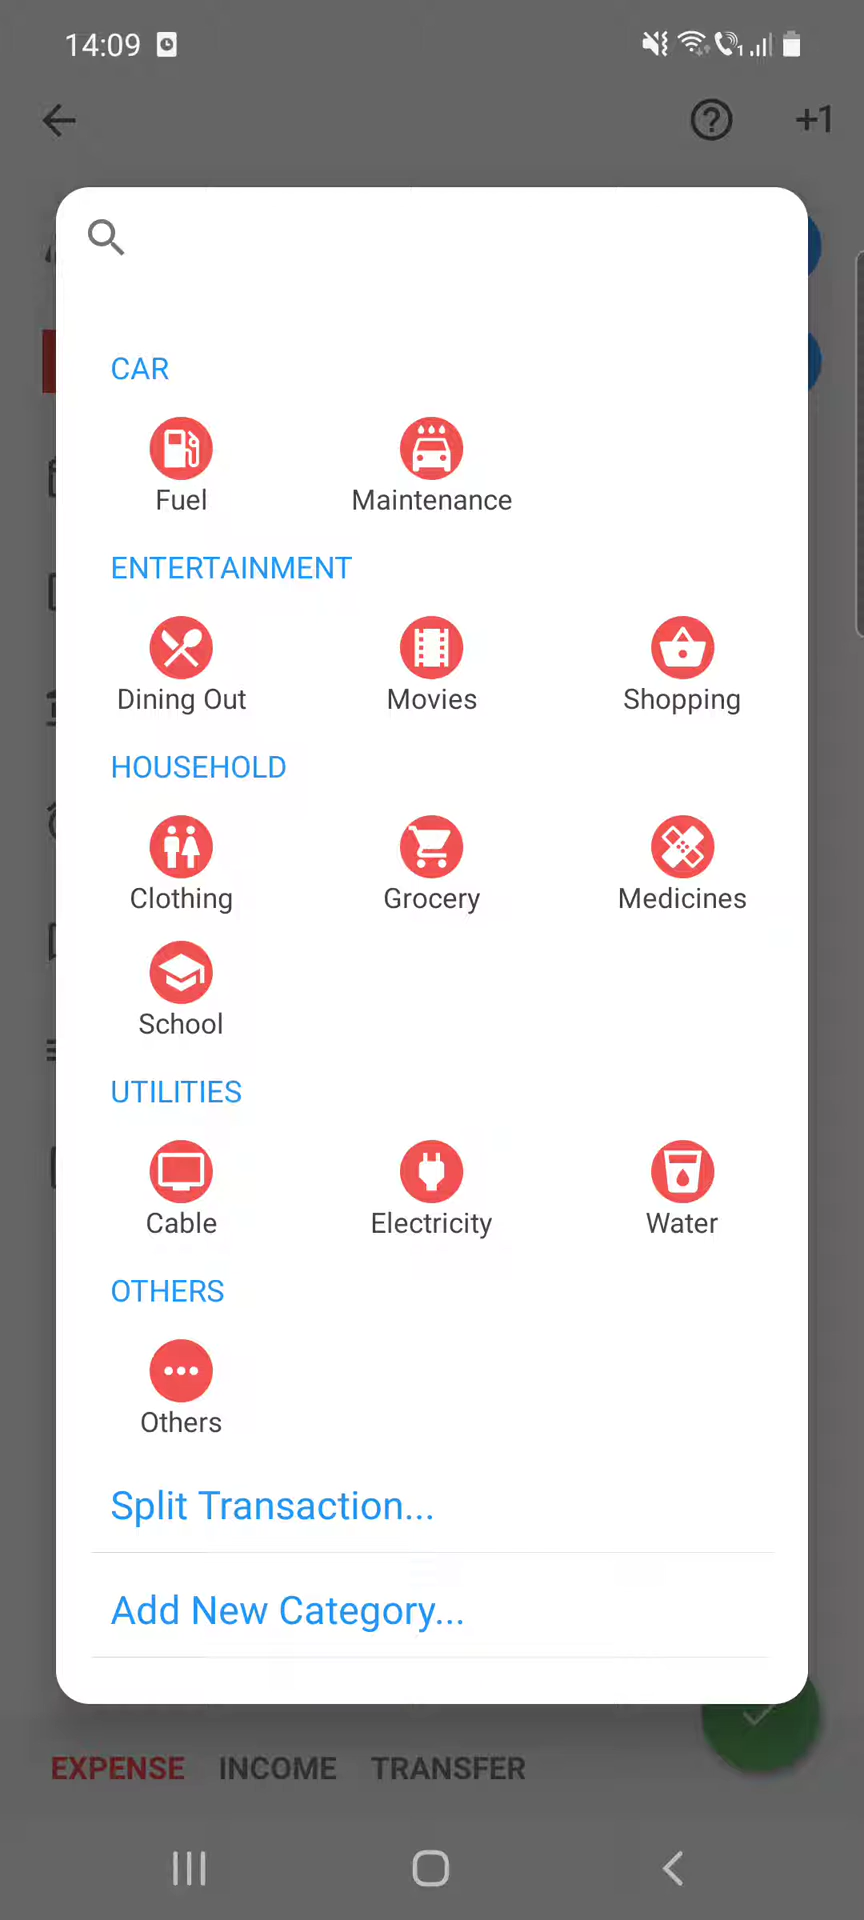 14:09
+1
CAR
Fuel
Maintenance
ENTERTAINMENT
Dining Out
Movies
Shopping
HOUSEHOLD
Clothing
Grocery
Medicines
School
UTILITIES
Cable
Electricity
Water
OTHERS
Others
Split Transaction...
Add New Category...
EXPENSE
INCOME
TRANSFER